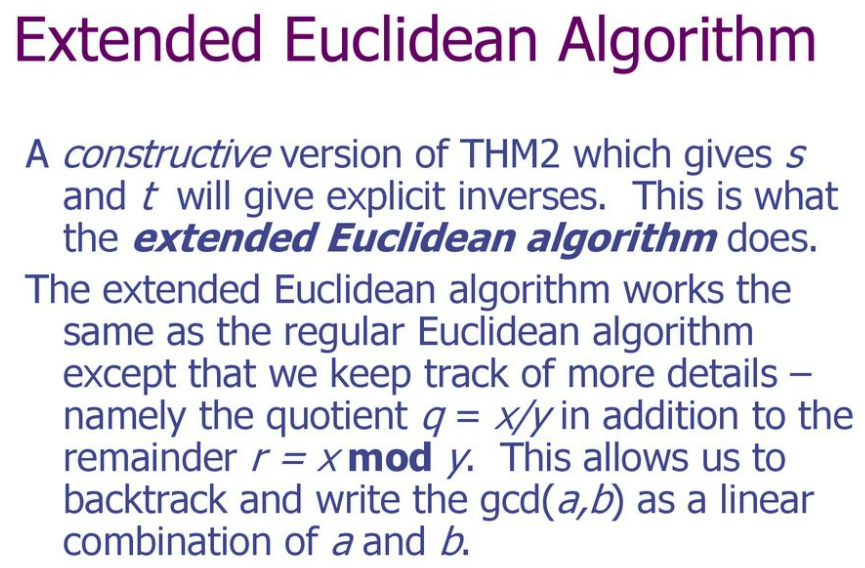 Extended Euclidean Algorithm
A constructive version of THM2 which gives s
and t will give explicit inverses. This is what
the extended Euclidean algorithm does.
The extended Euclidean algorithm works the
same as the regular Euclidean algorithm
except that we keep track of more details –
namely the quotient q = x/y in addition to the
remainder r = x mod y. This allows us to
backtrack and write the gcd(a,b) as a linear
combination of a and b.